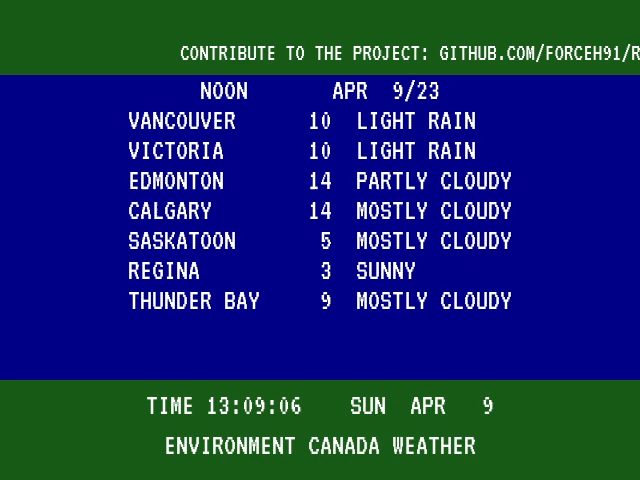 CONTRIBUTE TO THE PROJECT: GITHUB.COM/FORCEH91/R
NOON APR 9/23
VANCOUVER 10 LIGHT RAIN
VICTORIA 10 LIGHT RAIN
EDMONTON 14 PARTLY CLOUDY
CALGARY 14 MOSTLY CLOUDY
SASKATOON 5 MOSTLY CLOUDY
REGINA 3 SUNNY
THUNDER BAY 9 MOSTLY CLOUDY
TIME 13:09:06 SUN APR 9
ENVIRONMENT CANADA WEATHER